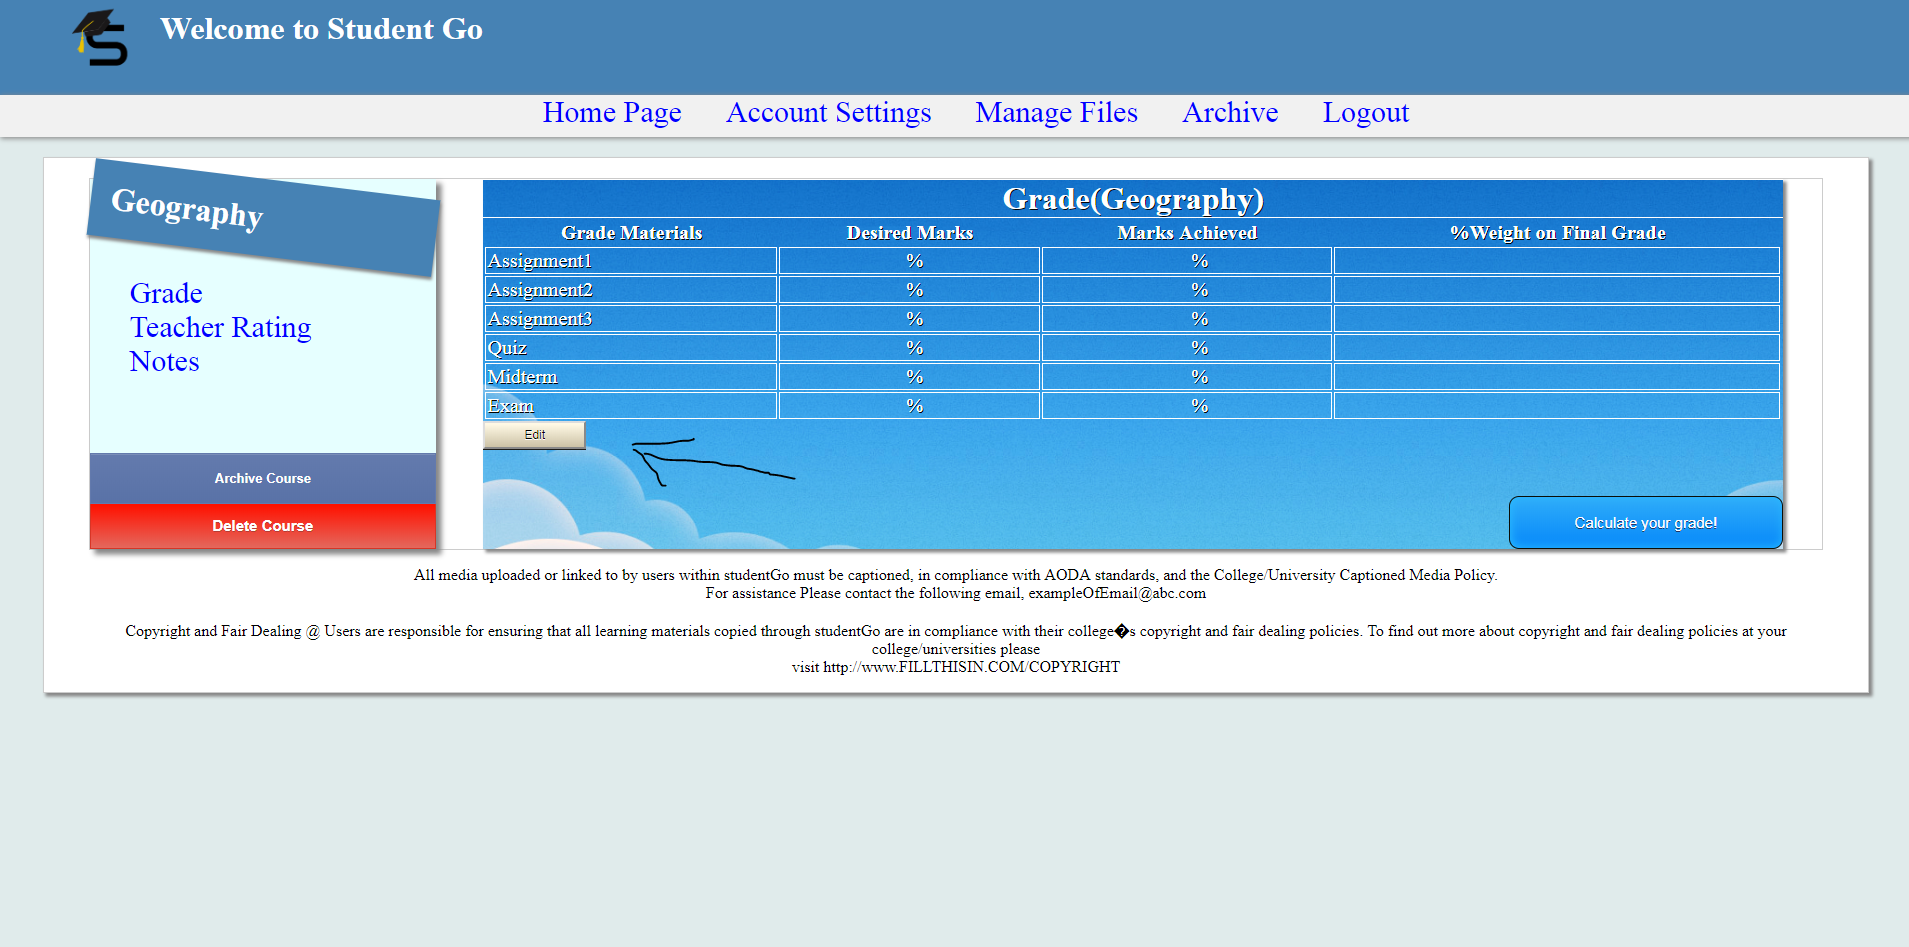 S
Welcome to Student Go
Home Page Account Settings Manage Files Archive Logout
Geography
Grade
Teacher Rating
Notes
Archive Course
Delete Course
Grade(Geography)
Grade Materials Desired Marks Marks Achieved %Weight on Final Grade
Assignment1 % %
Assignment2 % %
Assignment3 % %
Quiz % %
Midterm % %
Exam % %
Edit
Calculate your grade!
All media uploaded or linked to by users within studentGo must be captioned, in compliance with AODA standards, and the College/University Captioned Media Policy.
For assistance Please contact the following email, exampleOfEmail@abc.com
Copyright and Fair Dealing @ Users are responsible for ensuring that all learning materials copied through studentGo are in compliance with their college�s copyright and fair dealing policies. To find out more about copyright and fair dealing policies at your
college/universities please
visit http://www.FILLTHISIN.COM/COPYRIGHT